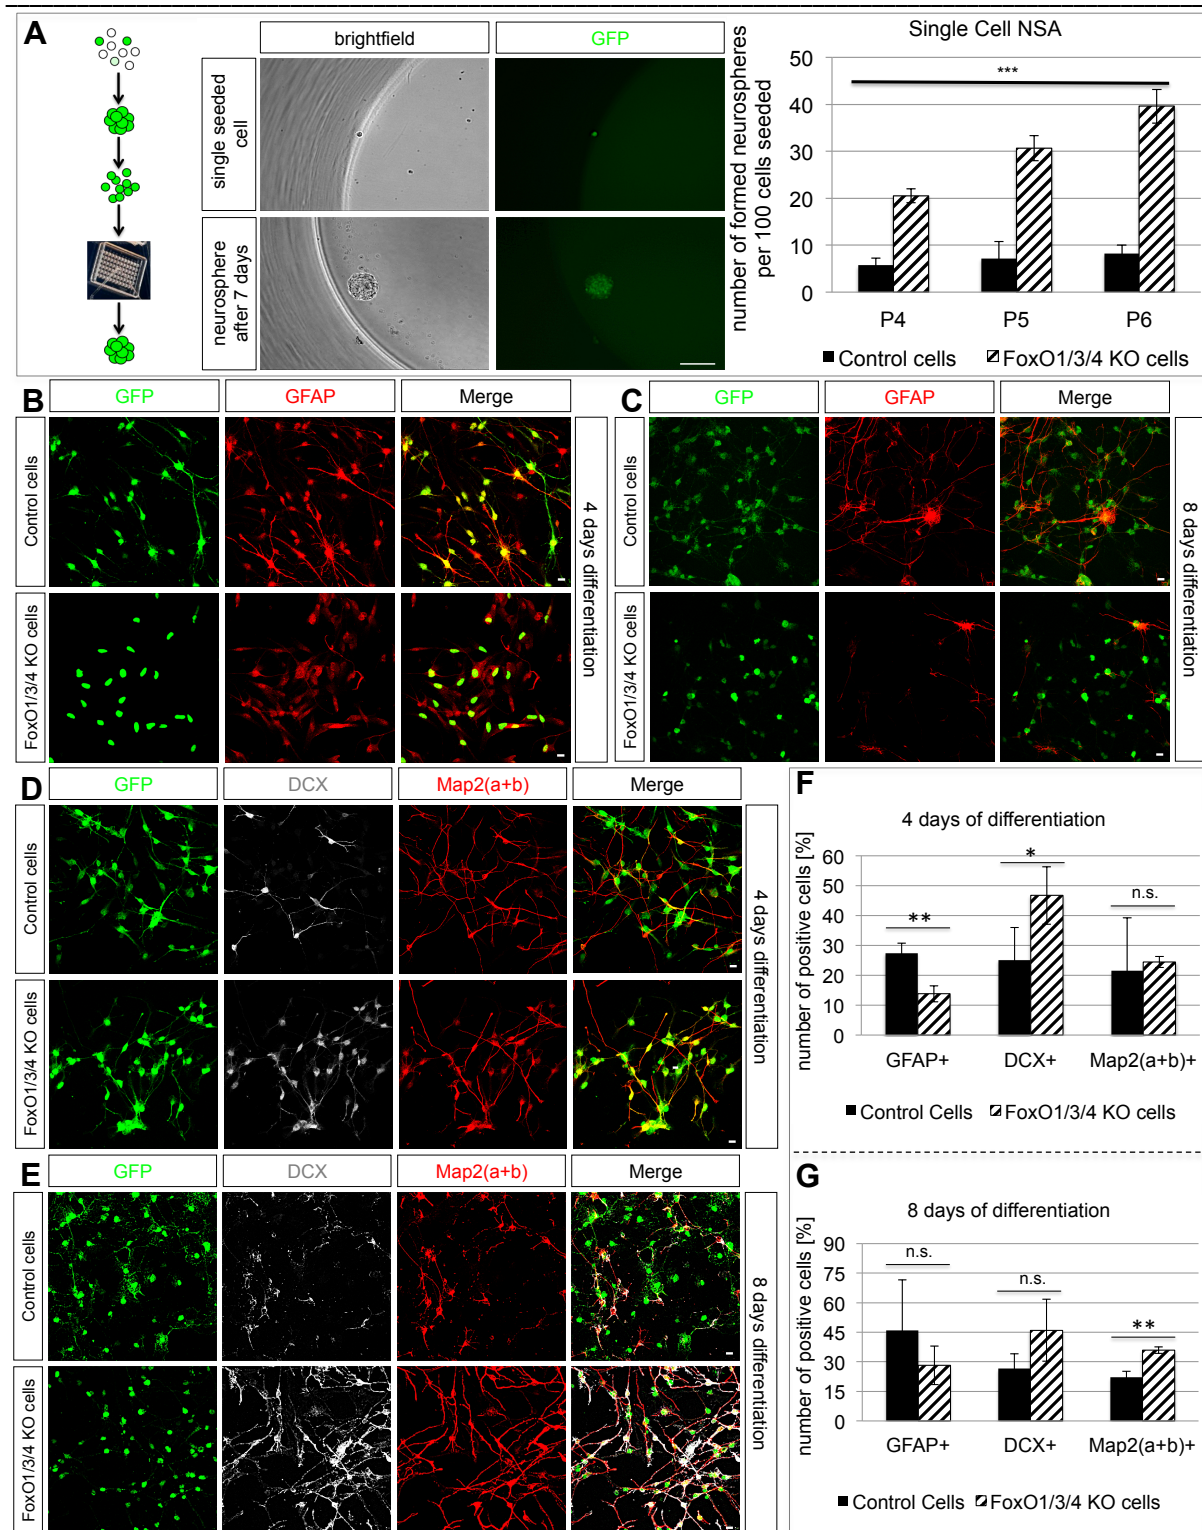 A
brightfield
GFP
single seeded
cell
neurosphere
after 7 days
Single Cell NSA
number of formed neurospheres
per 100 cells seeded
50
40
30
20
10
0
***
P4
P5
P6
Control cells
FoxO1/3/4 KO cells
B
GFP
GFAP
Merge
Control cells
FoxO1/3/4 KO cells
4 days differentiation
C
GFP
GFAP
Merge
Control cells
FoxO1/3/4 KO cells
8 days differentiation
D
GFP
DCX
Map2(a+b)
Merge
Control cells
FoxO1/3/4 KO cells
4 days differentiation
E
GFP
DCX
Map2(a+b)
Merge
Control cells
FoxO1/3/4 KO cells
8 days differentiation
F
4 days of differentiation
number of positive cells [%]
60
50
40
30
20
10
0
**
*
n.s.
GFAP+
DCX+
Map2(a+b)+
Control Cells
FoxO1/3/4 KO cells
G
8 days of differentiation
number of positive cells [%]
90
75
60
45
30
15
0
n.s.
n.s.
**
GFAP+
DCX+
Map2(a+b)+
Control Cells
FoxO1/3/4 KO cells